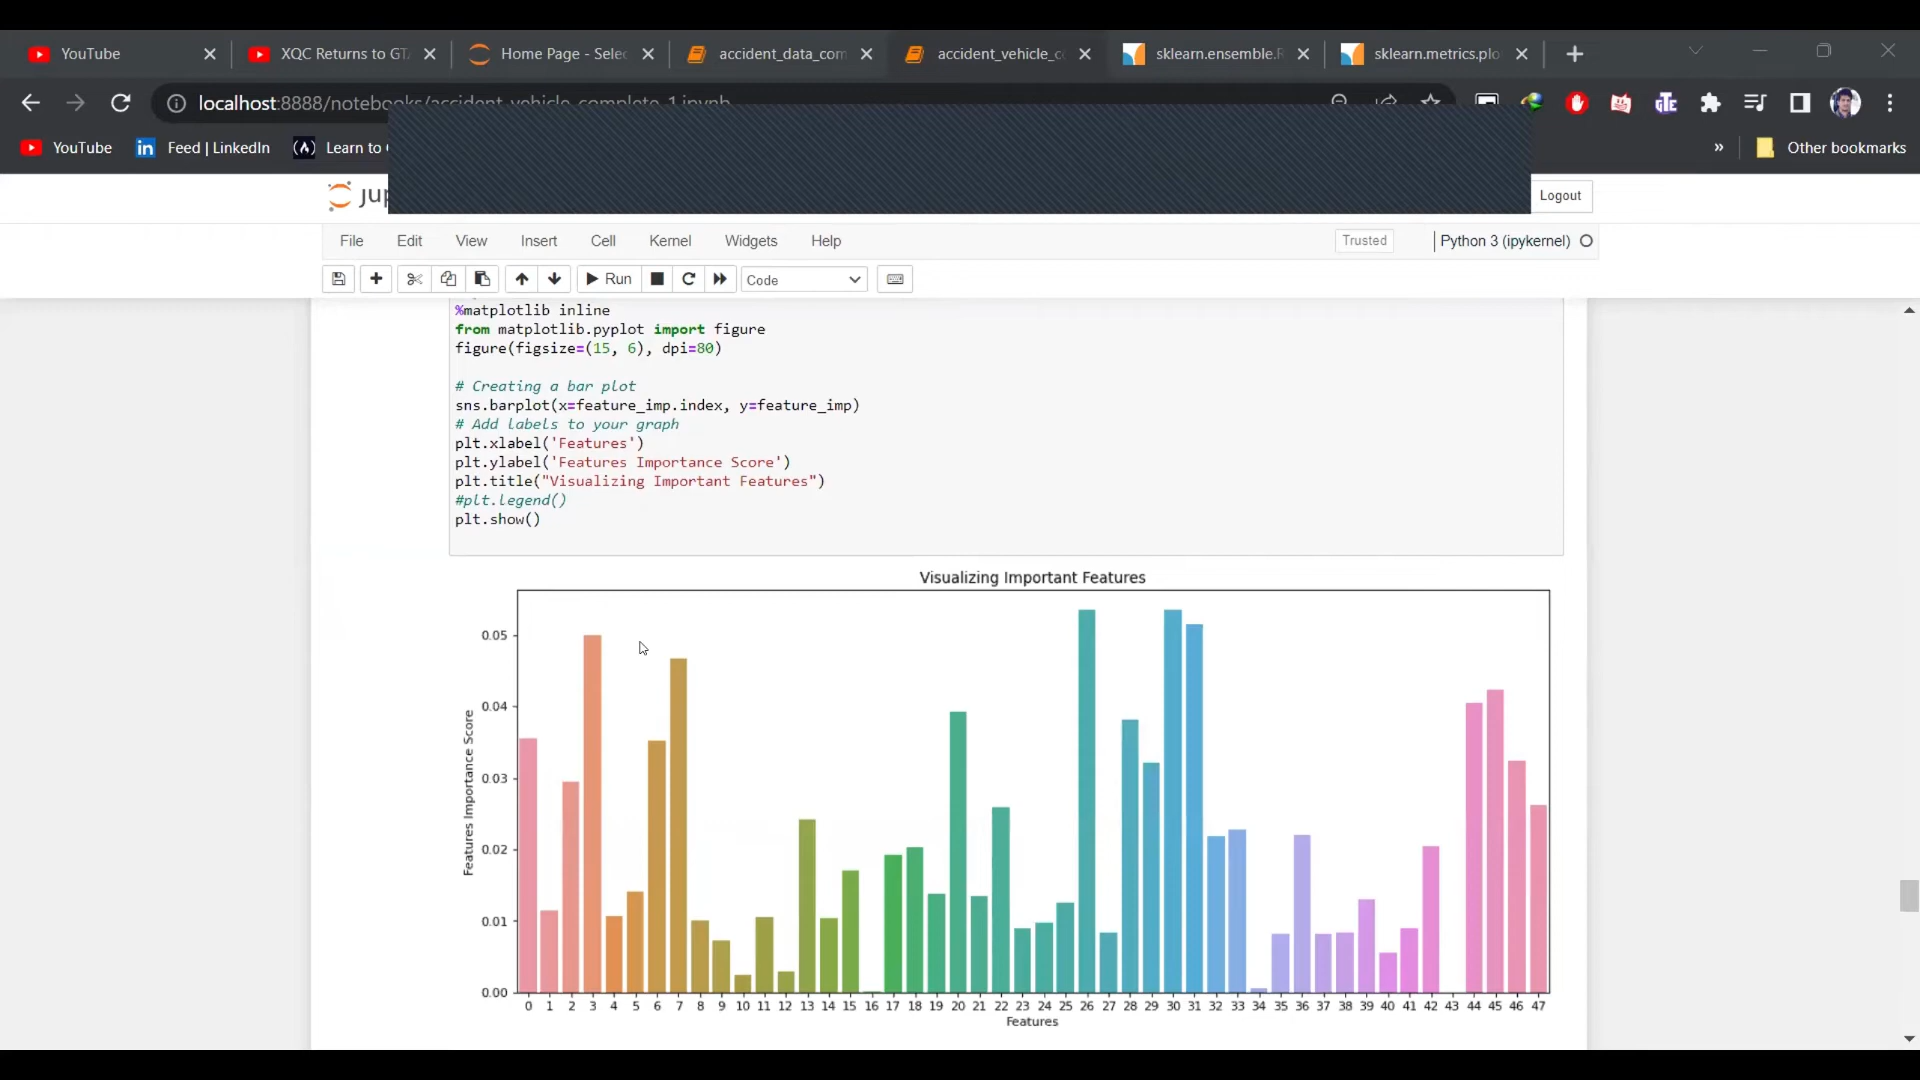 YouTube
XQC Returns to GTA
Home Page - Selec
accident_data_com
accident_vehicle_co
sklearn.ensemble.R
sklearn.metrics.plo
localhost:8888/notebooks/accident_vehicle_complete_1.ipynb
YouTube
Feed | LinkedIn
Learn to
Other bookmarks
Logout
File Edit View Insert Cell Kernel Widgets Help
Trusted
Python 3 (ipykernel)
Run
Code
%matplotlib inline
from matplotlib.pyplot import figure
figure(figsize=(15, 6), dpi=80)
# Creating a bar plot
sns.barplot(x=feature_imp.index, y=feature_imp)
# Add labels to your graph
plt.xlabel('Features')
plt.ylabel('Features Importance Score')
plt.title("Visualizing Important Features")
#plt.legend()
plt.show()
Visualizing Important Features
Features Importance Score
0.05
0.04
0.03
0.02
0.01
0.00
0 1 2 3 4 5 6 7 8 9 10 11 12 13 14 15 16 17 18 19 20 21 22 23 24 25 26 27 28 29 30 31 32 33 34 35 36 37 38 39 40 41 42 43 44 45 46 47
Features